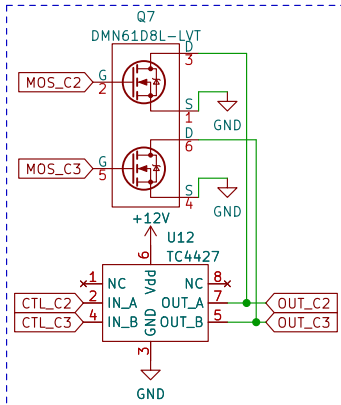 Q7
DMN61D8L-LVT
D
3
MOS_C2
G
2
S
1
GND
D
6
MOS_C3
G
5
S
4
GND
+12V
U12
TC4427
6
Vdd
1
NC
NC
8
CTL_C2
2
IN_A
OUT_A
7
OUT_C2
CTL_C3
4
IN_B
GND
OUT_B
5
OUT_C3
3
GND